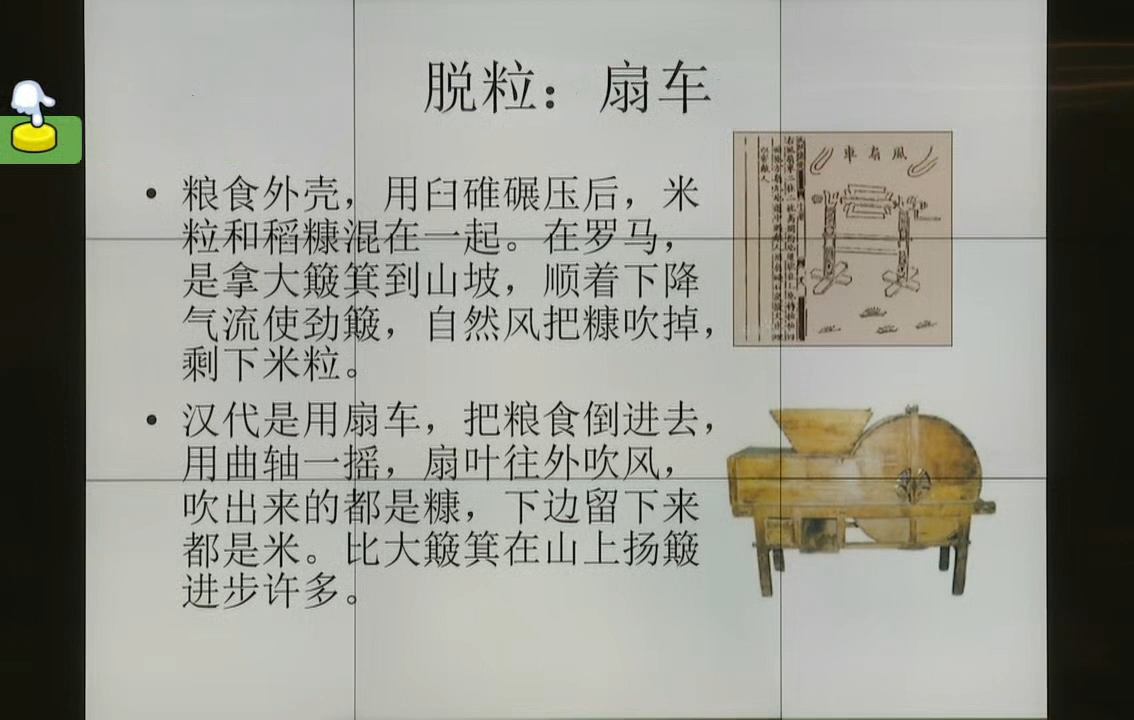 脱粒：扇车
• 粮食外壳，用臼碓碾压后，米
粒和稻糠混在一起。在罗马，
是拿大簸箕到山坡，顺着下降
气流使劲簸，自然风把糠吹掉，
剩下米粒。
• 汉代是用扇车，把粮食倒进去，
用曲轴一摇，扇叶往外吹风，
吹出来的都是糠，下边留下来
都是米。比大簸箕在山上扬簸
进步许多。
車扇風